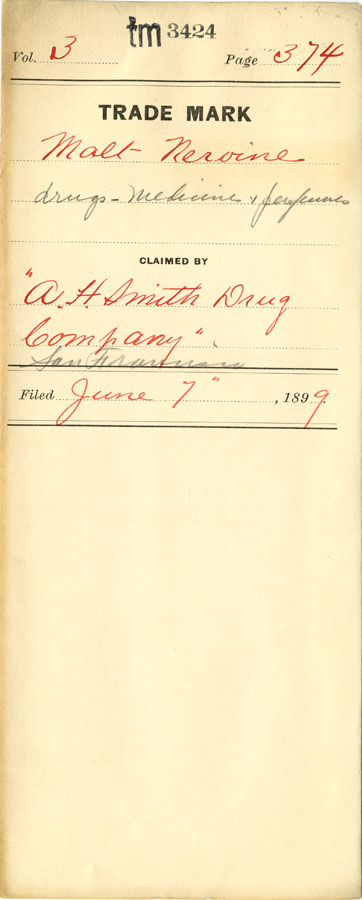 tm 3424
Vol. 3 Page 374
TRADE MARK
Malt Nervine
drugs - Medicine & perfumes
CLAIMED BY
"A. H. Smith Drug
Company"
San Francisco
Filed June 7" , 1899.